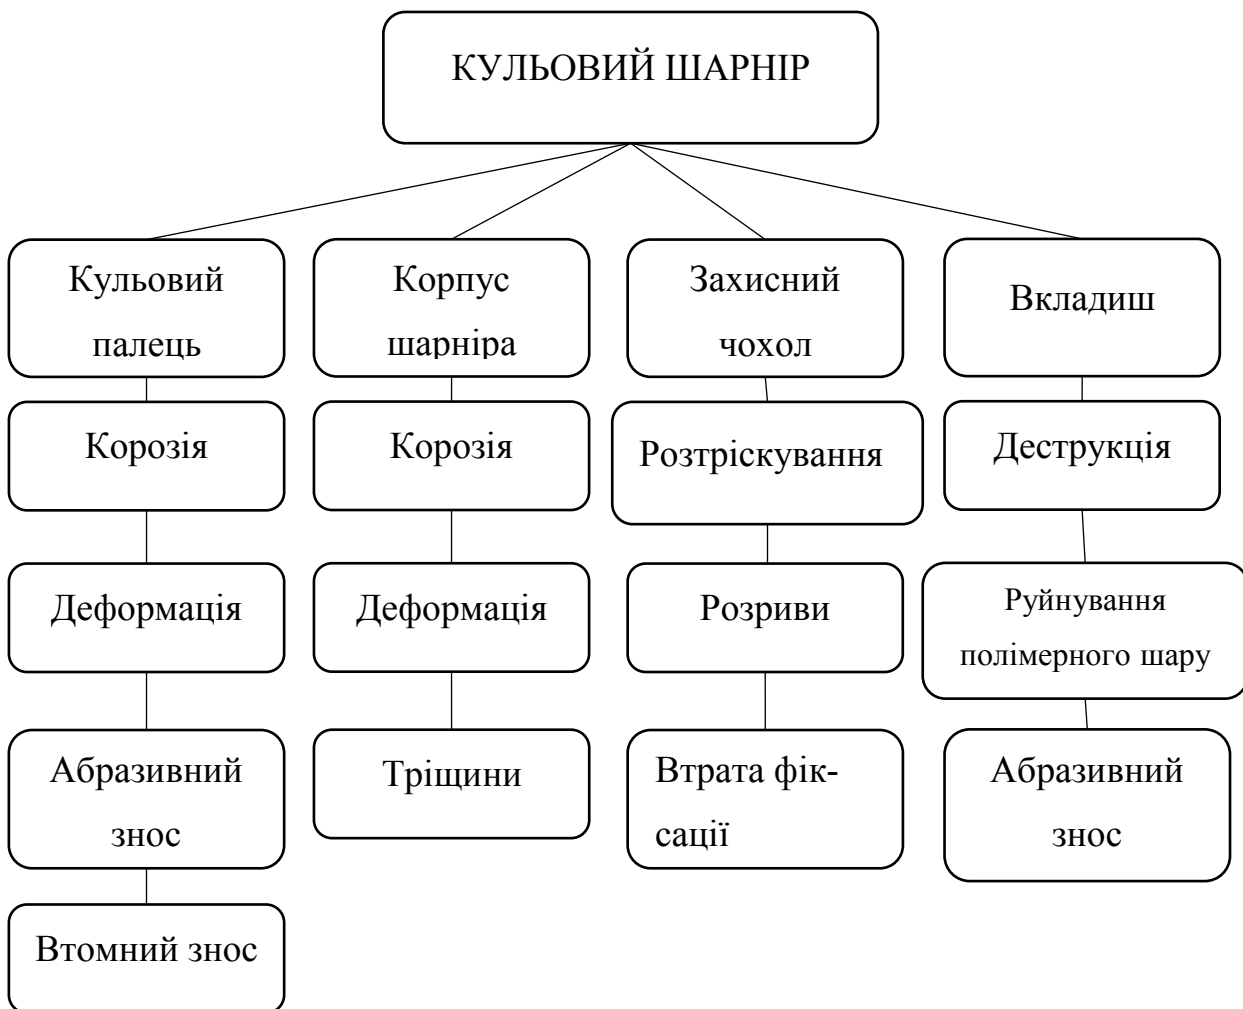 КУЛЬОВИЙ ШАРНІР
Кульовий
палець
Корпус
шарніра
Захисний
чохол
Вкладиш
Корозія
Корозія
Розтріскування
Деструкція
Деформація
Деформація
Розриви
Руйнування
полімерного шару
Абразивний
знос
Тріщини
Втрата фік-
сації
Абразивний
знос
Втомний знос